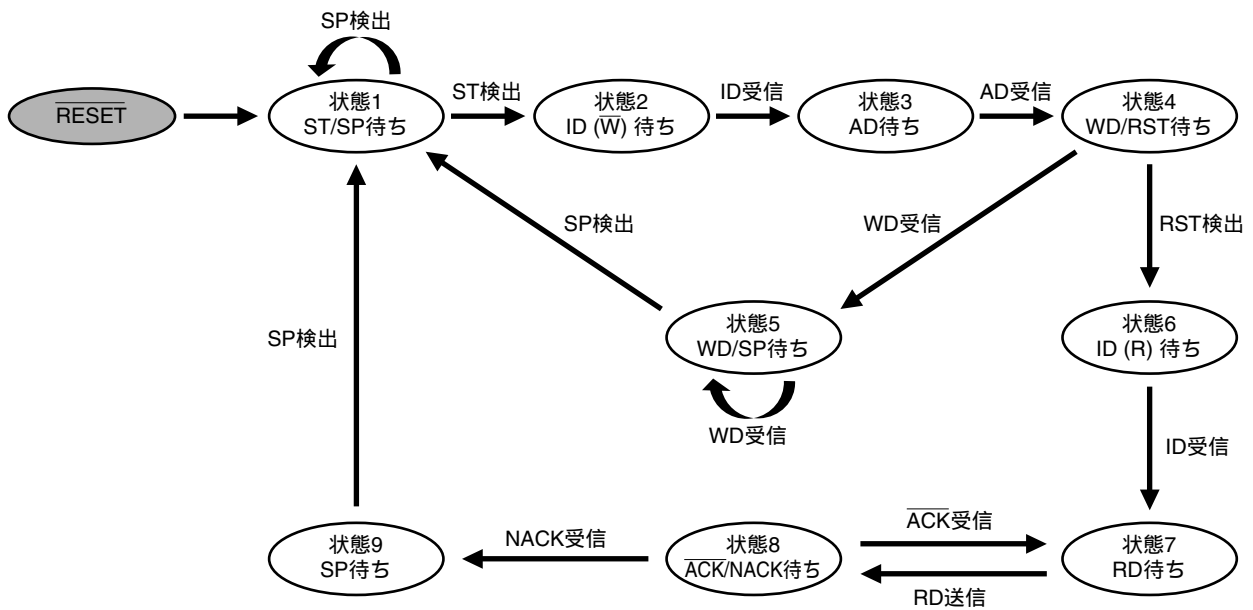 SP検出
RESET
状態1
ST/SP待ち
ST検出
状態2
ID (W) 待ち
ID受信
状態3
AD待ち
AD受信
状態4
WD/RST待ち
SP検出
WD受信
RST検出
SP検出
状態5
WD/SP待ち
状態6
ID (R) 待ち
WD受信
ID受信
状態9
SP待ち
NACK受信
状態8
ACK/NACK待ち
ACK受信
RD送信
状態7
RD待ち